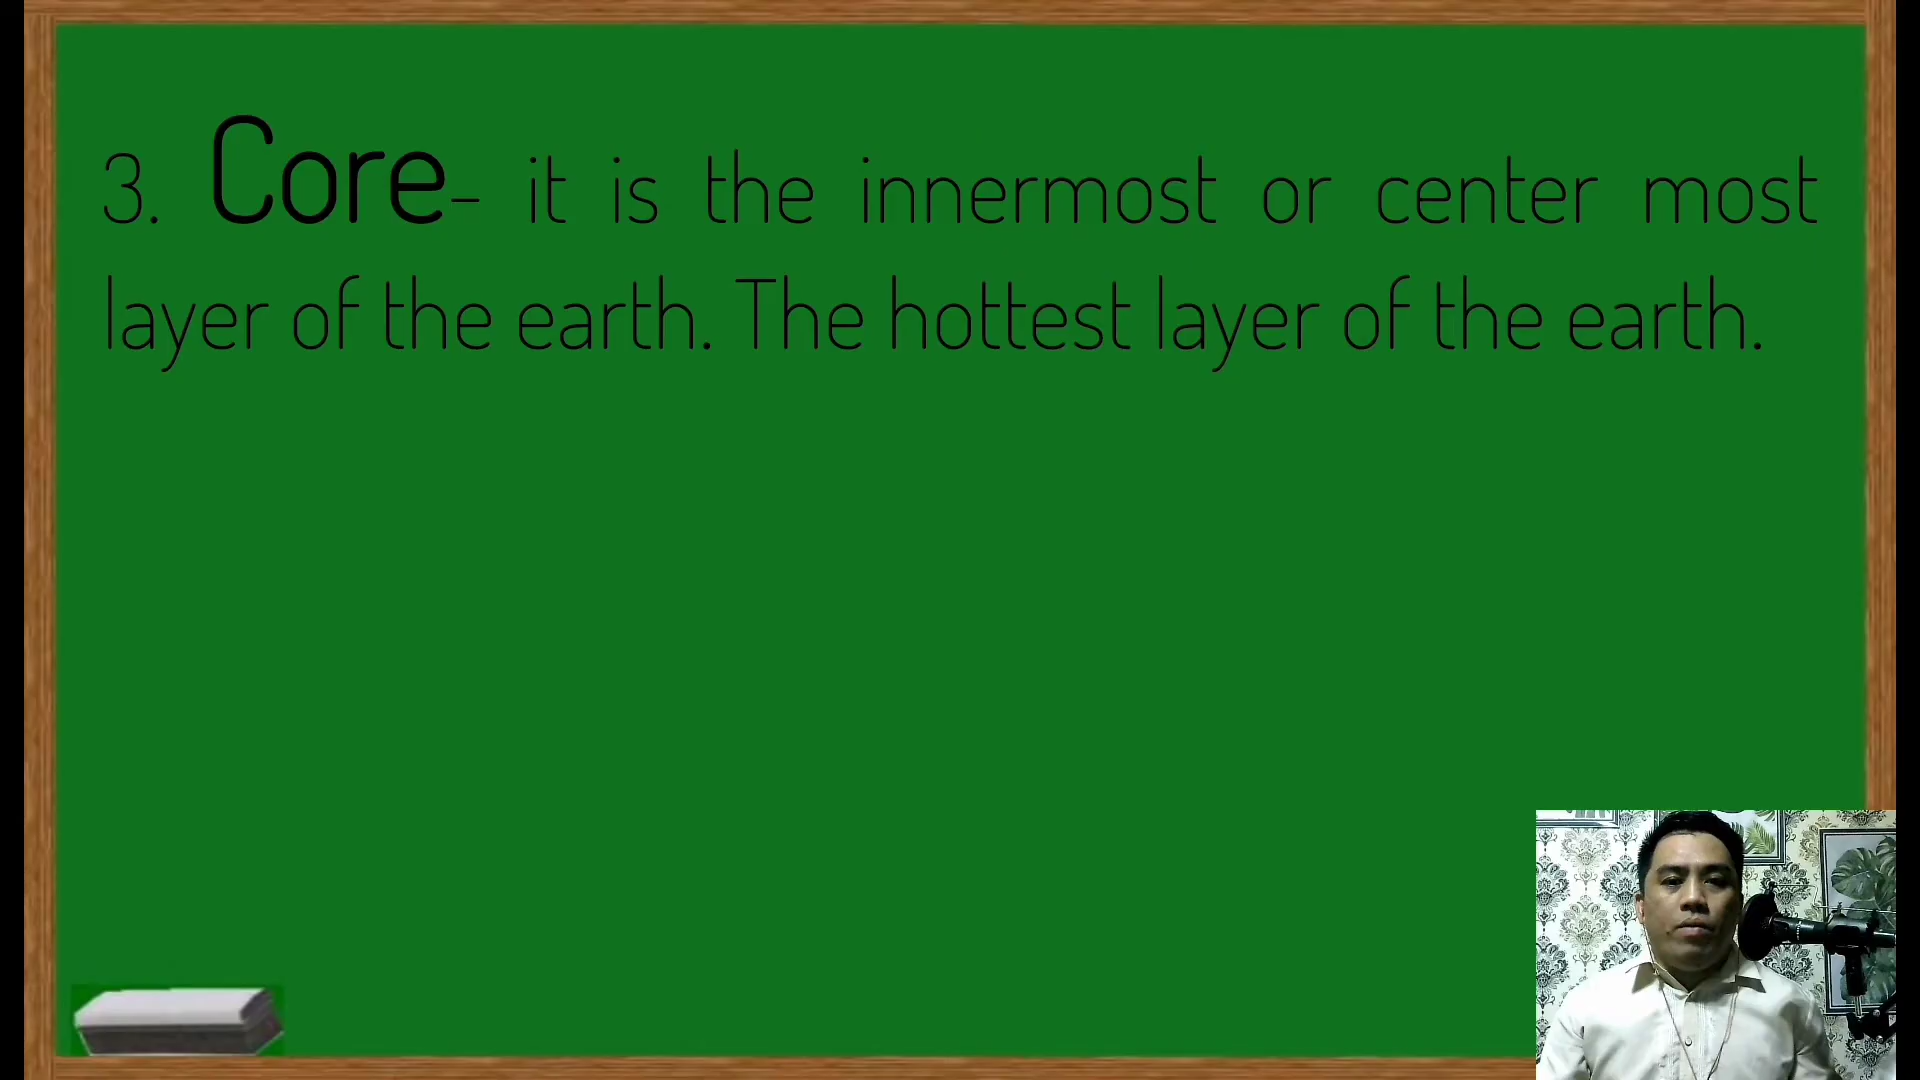 3. Core- it is the innermost or center most
layer of the earth. The hottest layer of the earth.